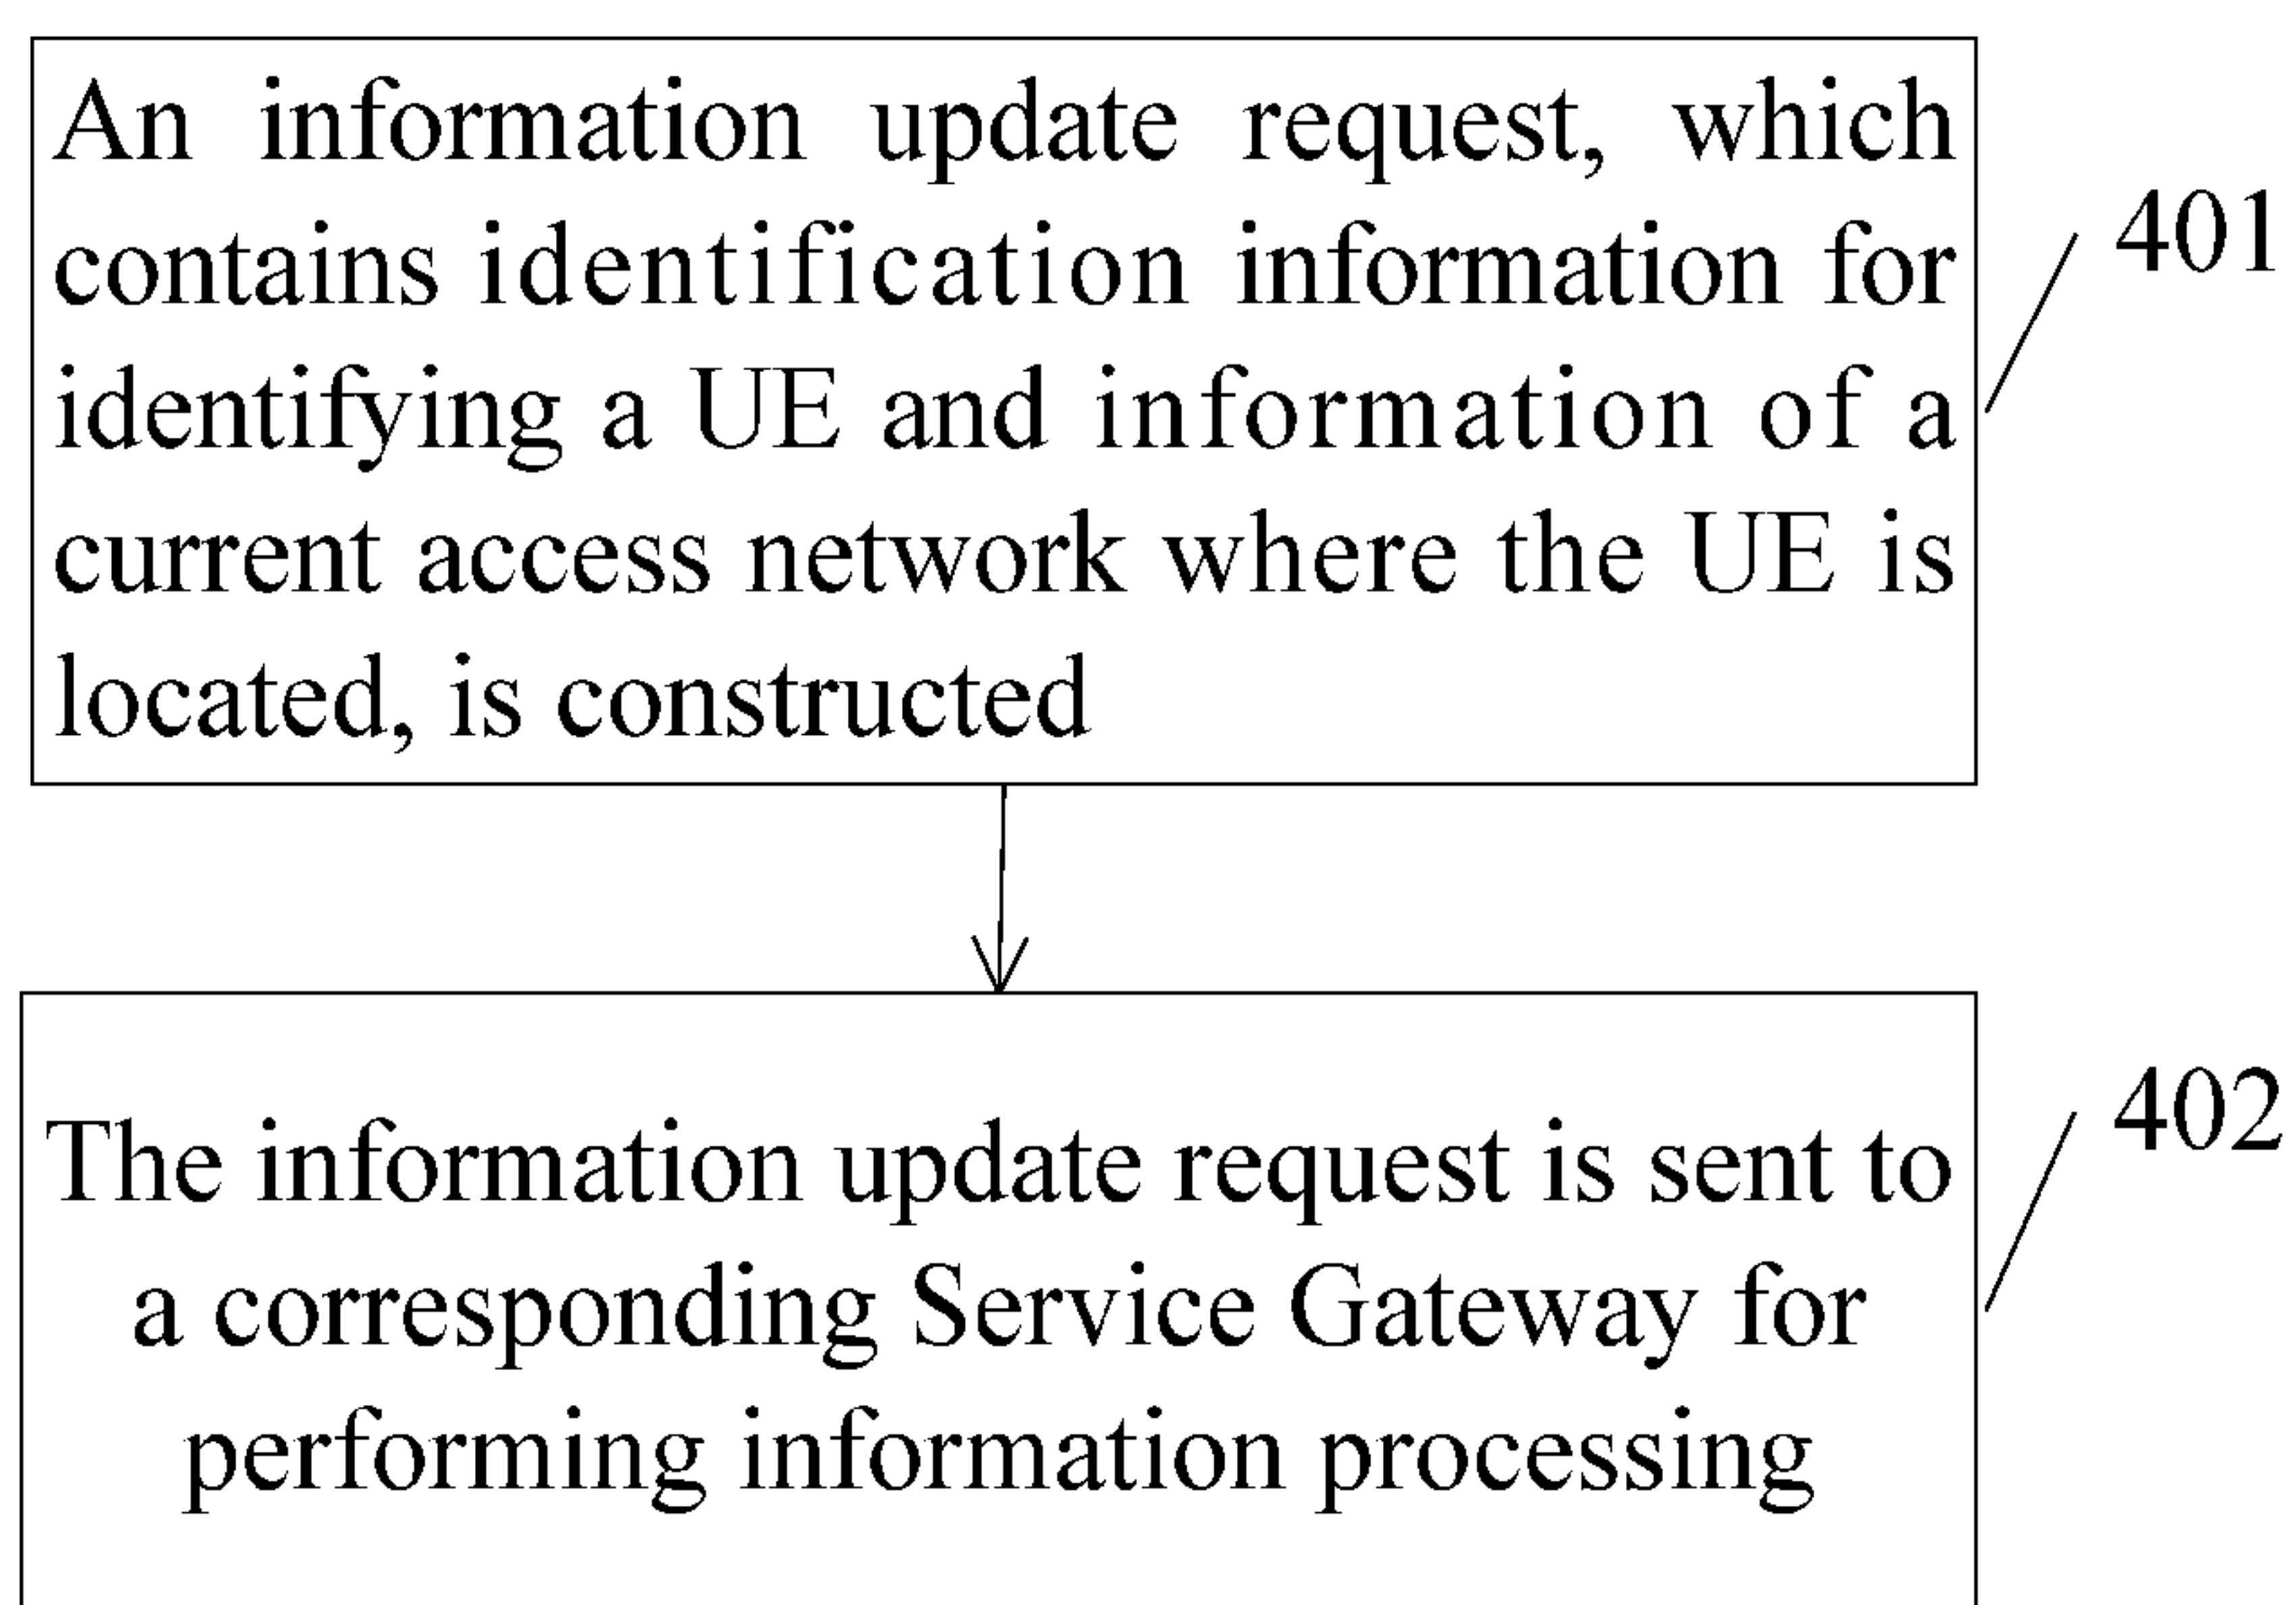 An information update request, which
contains identification information for
identifying a UE and information of a
current access network where the UE is
located, is constructed
401
The information update request is sent to
a corresponding Service Gateway for
performing information processing
402